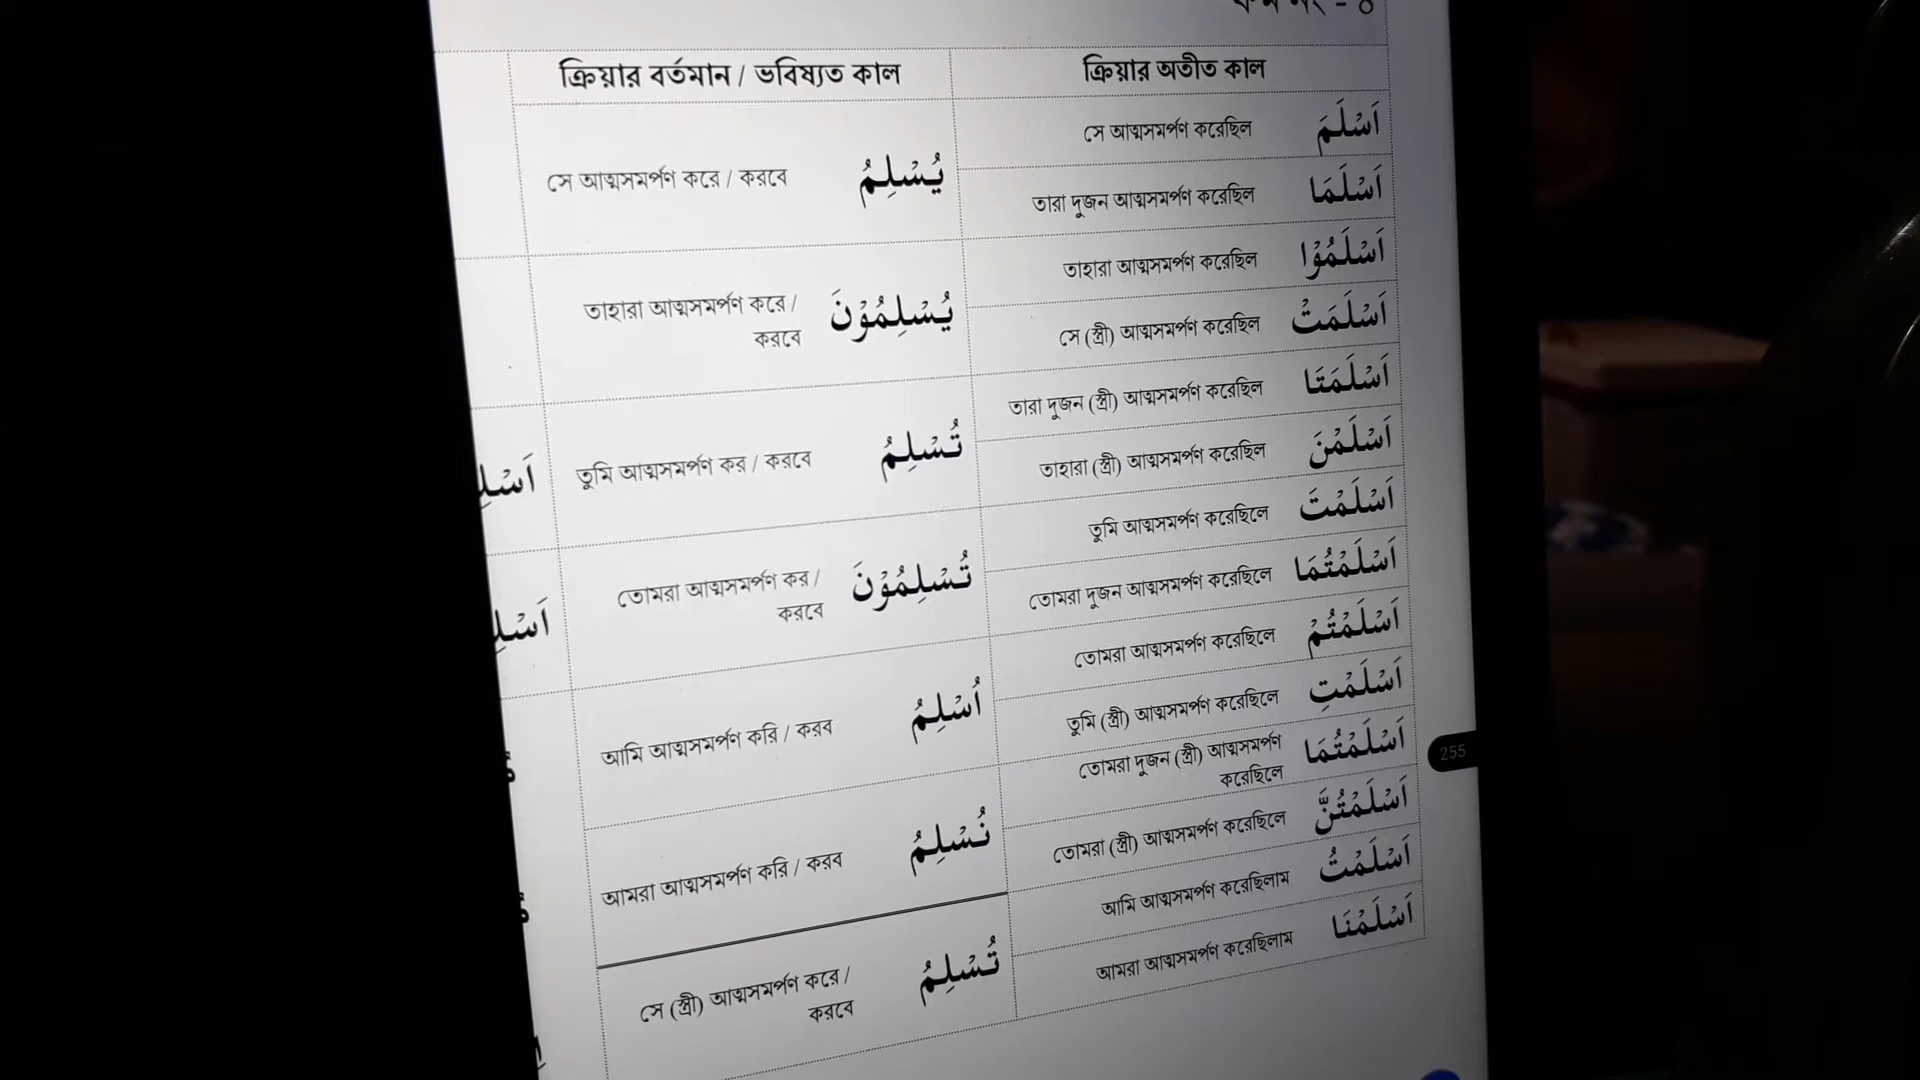 ক্রিয়ার অতীত কাল
ক্রিয়ার বর্তমান / ভবিষ্যত কাল
اَسْلَمَ সে আত্মসমর্পণ করেছিল
اَسْلَمَا তারা দুজন আত্মসমর্পণ করেছিল
اَسْلَمُوْا তাহারা আত্মসমর্পণ করেছিল
اَسْلَمَتْ সে (স্ত্রী) আত্মসমর্পণ করেছিল
اَسْلَمَتَا তারা দুজন (স্ত্রী) আত্মসমর্পণ করেছিল
اَسْلَمْنَ তাহারা (স্ত্রী) আত্মসমর্পণ করেছিল
اَسْلَمْتَ তুমি আত্মসমর্পণ করেছিলে
اَسْلَمْتُمَا তোমরা দুজন আত্মসমর্পণ করেছিলে
اَسْلَمْتُمْ তোমরা আত্মসমর্পণ করেছিলে
اَسْلَمْتِ তুমি (স্ত্রী) আত্মসমর্পণ করেছিলে
اَسْلَمْتُمَا তোমরা দুজন (স্ত্রী) আত্মসমর্পণ
করেছিলে
اَسْلَمْتُنَّ তোমরা (স্ত্রী) আত্মসমর্পণ করেছিলে
اَسْلَمْتُ আমি আত্মসমর্পণ করেছিলাম
اَسْلَمْنَا আমরা আত্মসমর্পণ করেছিলাম
يُسْلِمُ সে আত্মসমর্পণ করে / করবে
يُسْلِمُوْنَ তাহারা আত্মসমর্পণ করে /
করবে
تُسْلِمُ তুমি আত্মসমর্পণ কর / করবে
تُسْلِمُوْنَ তোমরা আত্মসমর্পণ কর /
করবে
اُسْلِمُ আমি আত্মসমর্পণ করি / করব
نُسْلِمُ আমরা আত্মসমর্পণ করি / করব
تُسْلِمُ সে (স্ত্রী) আত্মসমর্পণ করে /
করবে
255